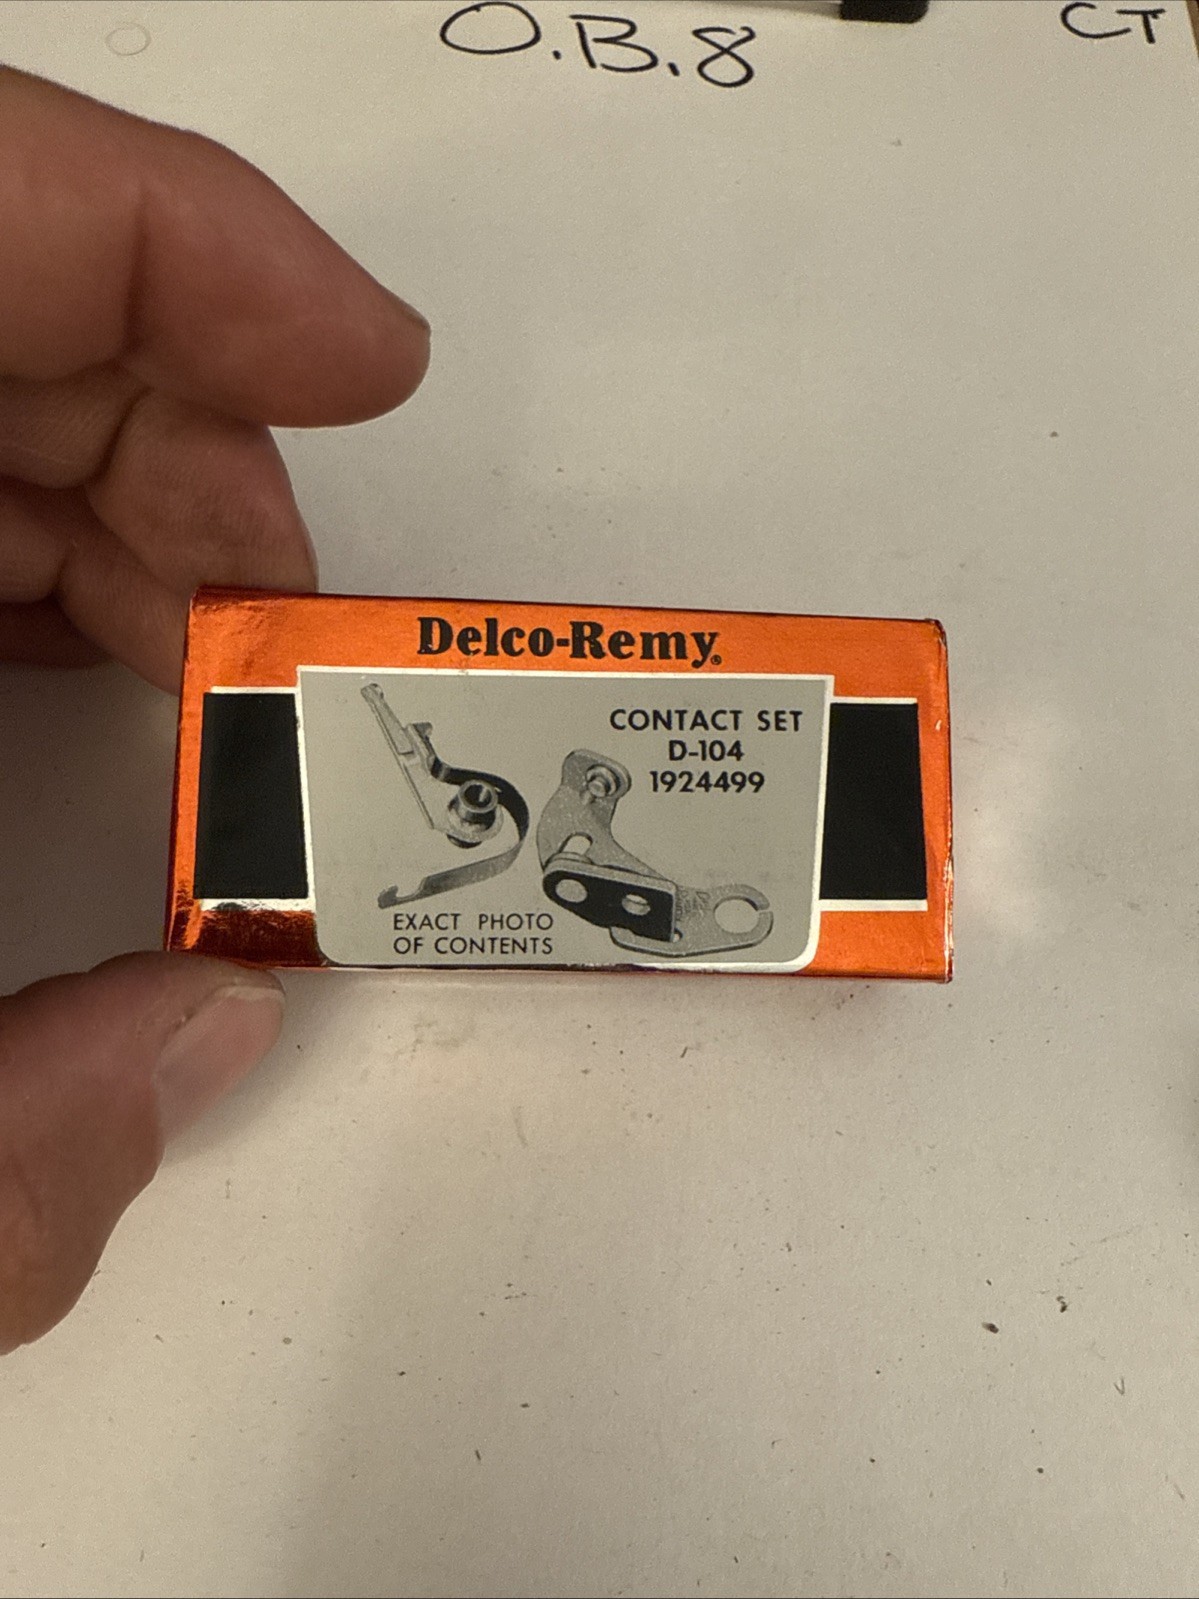 O.B.8
CT
Delco-Remy®
CONTACT SET
D-104
1924499
EXACT PHOTO
OF CONTENTS